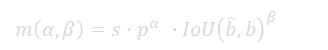 m(α, β) = s · p^α · IoU(b̂, b)^β